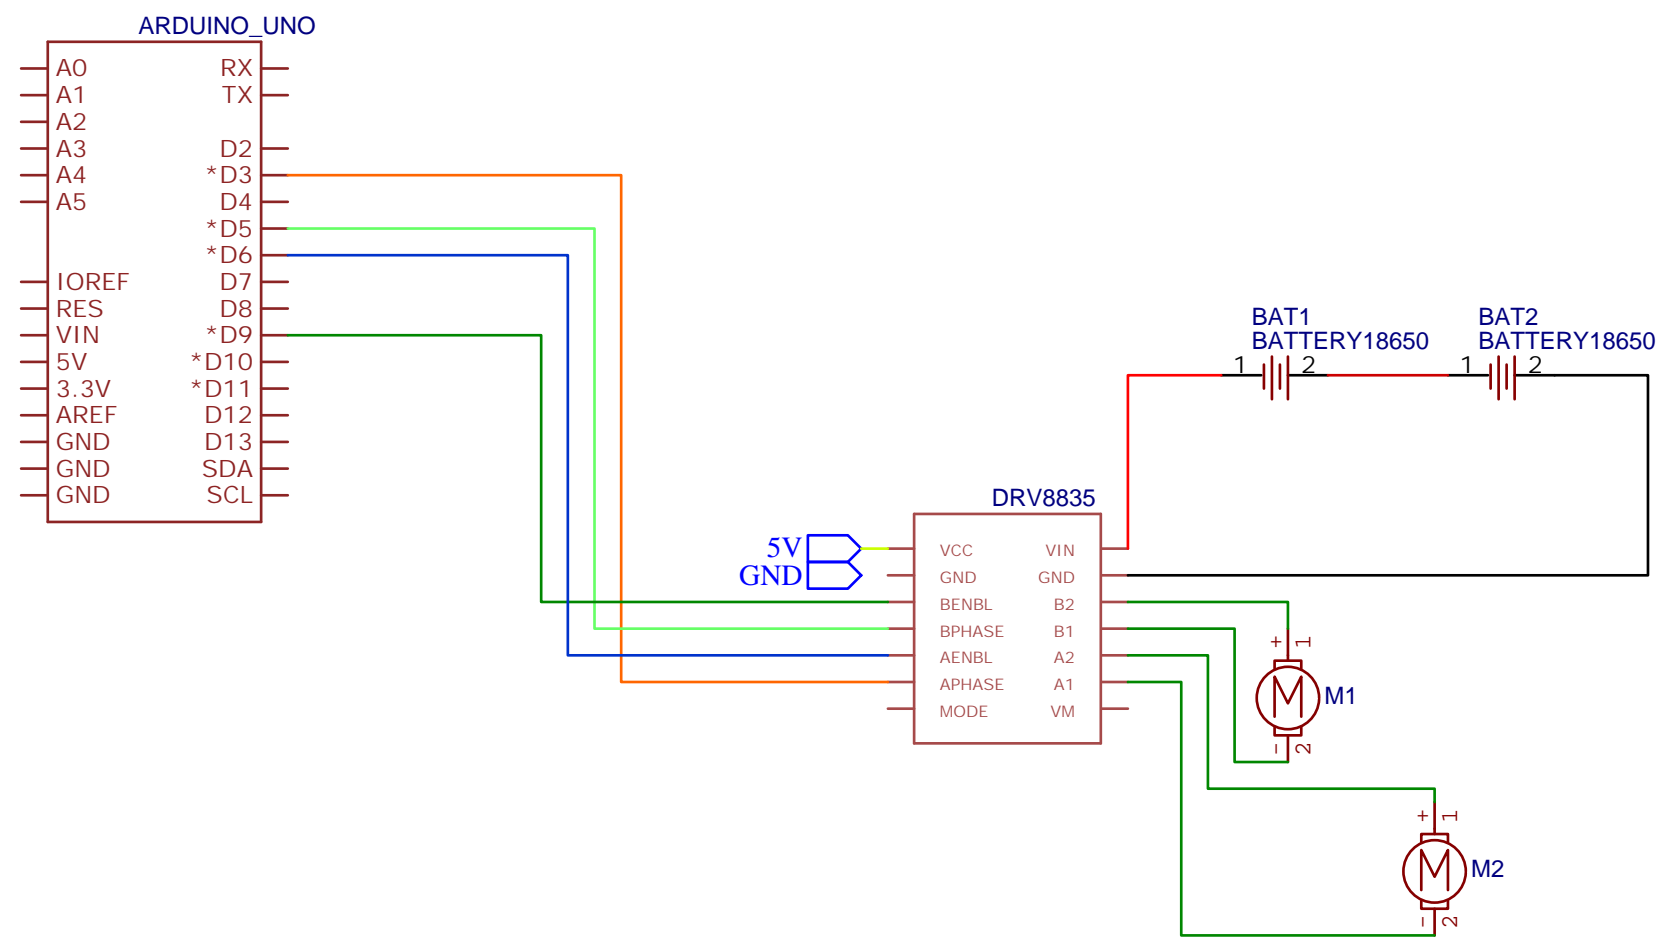 ARDUINO_UNO
A0 RX
A1 TX
A2
A3 D2
A4 *D3
A5 D4
*D5
*D6
IOREF D7
RES D8
VIN *D9
5V *D10
3.3V *D11
AREF D12
GND D13
GND SDA
GND SCL
BAT1
BATTERY18650
1 2
BAT2
BATTERY18650
1 2
DRV8835
5V
GND
VCC VIN
GND GND
BENBL B2
BPHASE B1
AENBL A2
APHASE A1
MODE VM
+ 1
M M1
- 2
+ 1
M M2
- 2